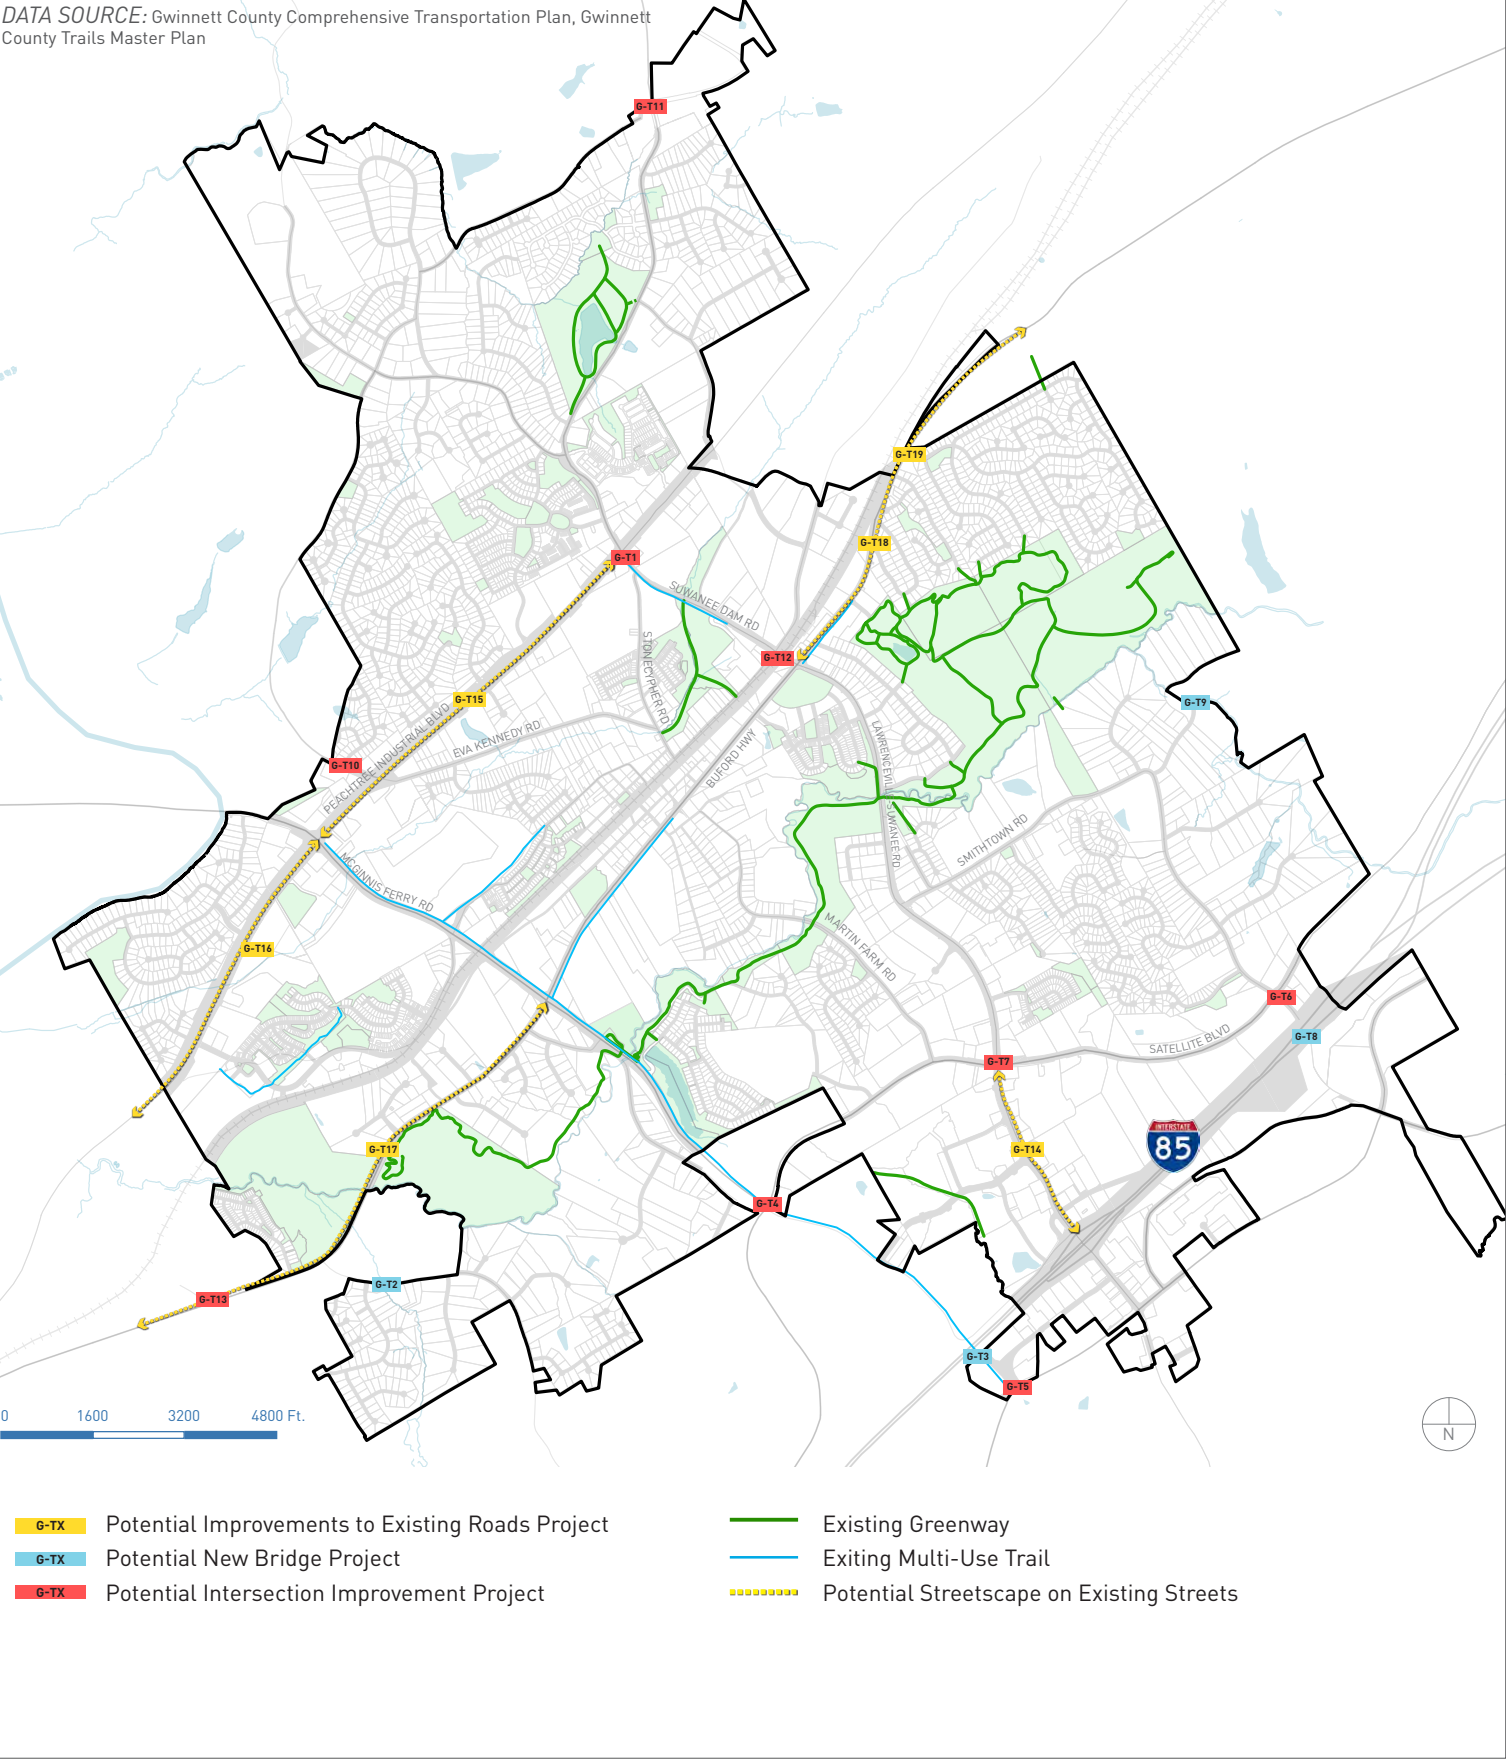 DATA SOURCE: Gwinnett County Comprehensive Transportation Plan, Gwinnett
County Trails Master Plan
G-T11
G-T19
G-T18
G-T1
SUWANEE DAM RD
STONECYPHER RD
G-T12
G-T15
G-T9
PEACHTREE INDUSTRIAL BLVD
EVA KENNEDY RD
BUFORD HWY
LAWRENCEVILLE SUWANEE RD
G-T10
SMITHTOWN RD
MCGINNIS FERRY RD
MARTIN FARM RD
G-T16
G-T6
G-T8
SATELLITE BLVD
G-T7
INTERSTATE
85
G-T17
G-T14
G-T4
G-T2
G-T13
G-T3
G-T5
0 1600 3200 4800 Ft.
N
G-TX Potential Improvements to Existing Roads Project
G-TX Potential New Bridge Project
G-TX Potential Intersection Improvement Project
Existing Greenway
Exiting Multi-Use Trail
Potential Streetscape on Existing Streets